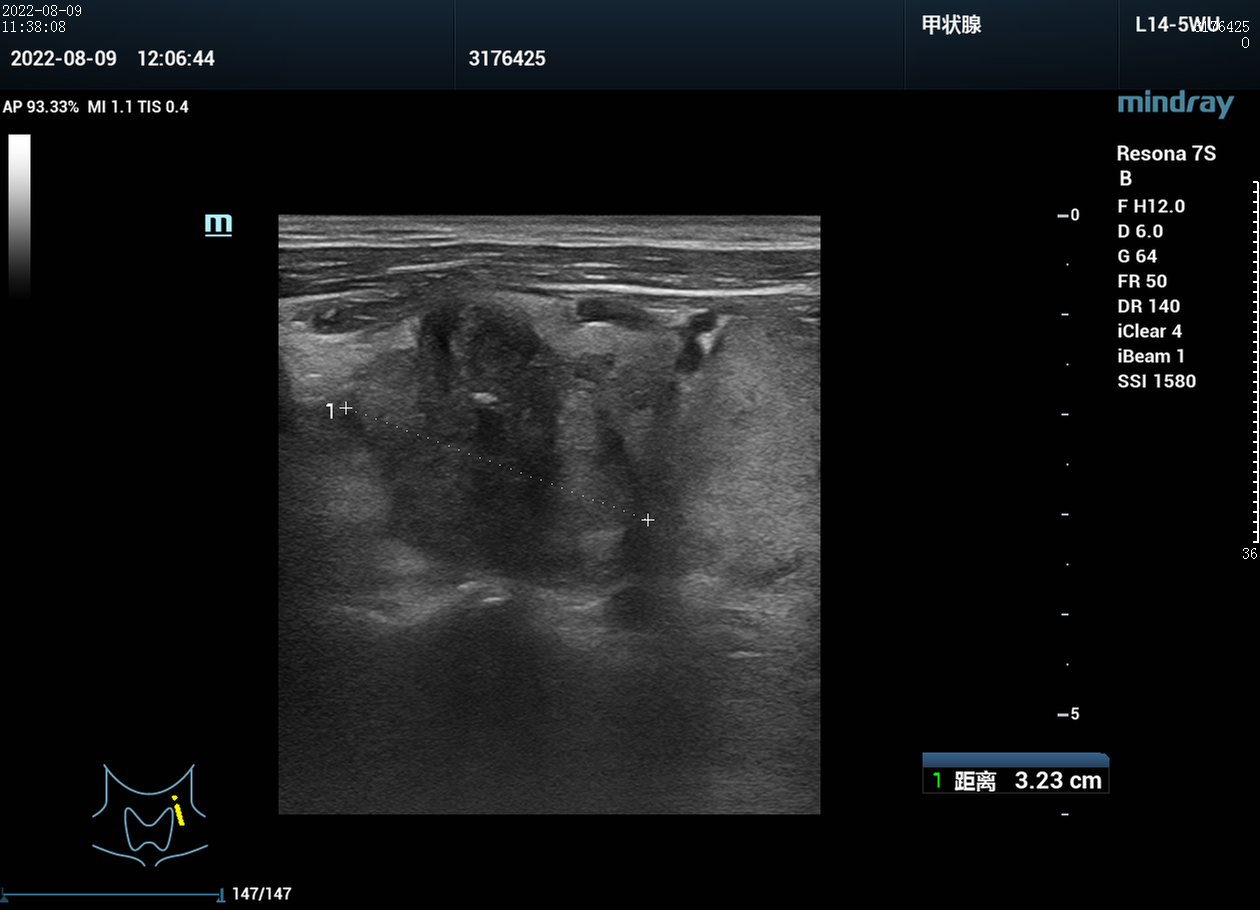 2022-08-09
11:38:08
2022-08-09 12:06:44
3176425
甲状腺
L14-5WU
3176425
0
AP 93.33% MI 1.1 TIS 0.4
mindray
m
Resona 7S
B
F H12.0
D 6.0
G 64
FR 50
DR 140
iClear 4
iBeam 1
SSI 1580
0
1
5
36
1 距离 3.23 cm
147/147